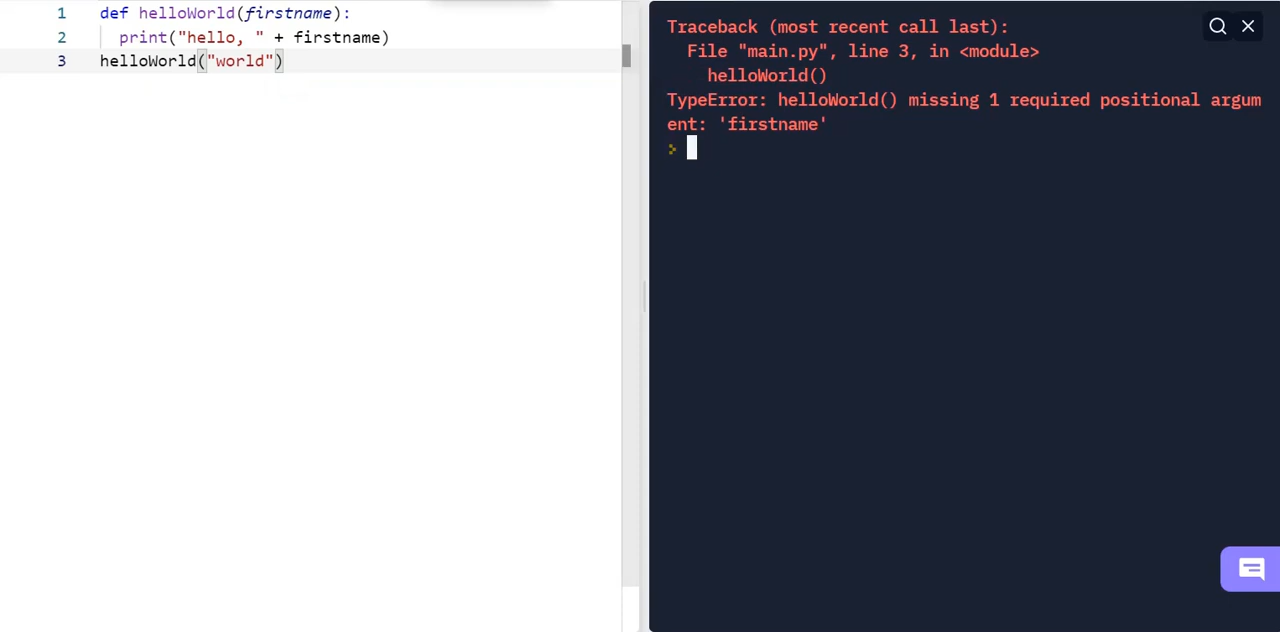 1 def helloWorld(firstname):
2 print("hello, " + firstname)
3 helloWorld("world")
Traceback (most recent call last):
File "main.py", line 3, in <module>
helloWorld()
TypeError: helloWorld() missing 1 required positional argum
ent: 'firstname'
>